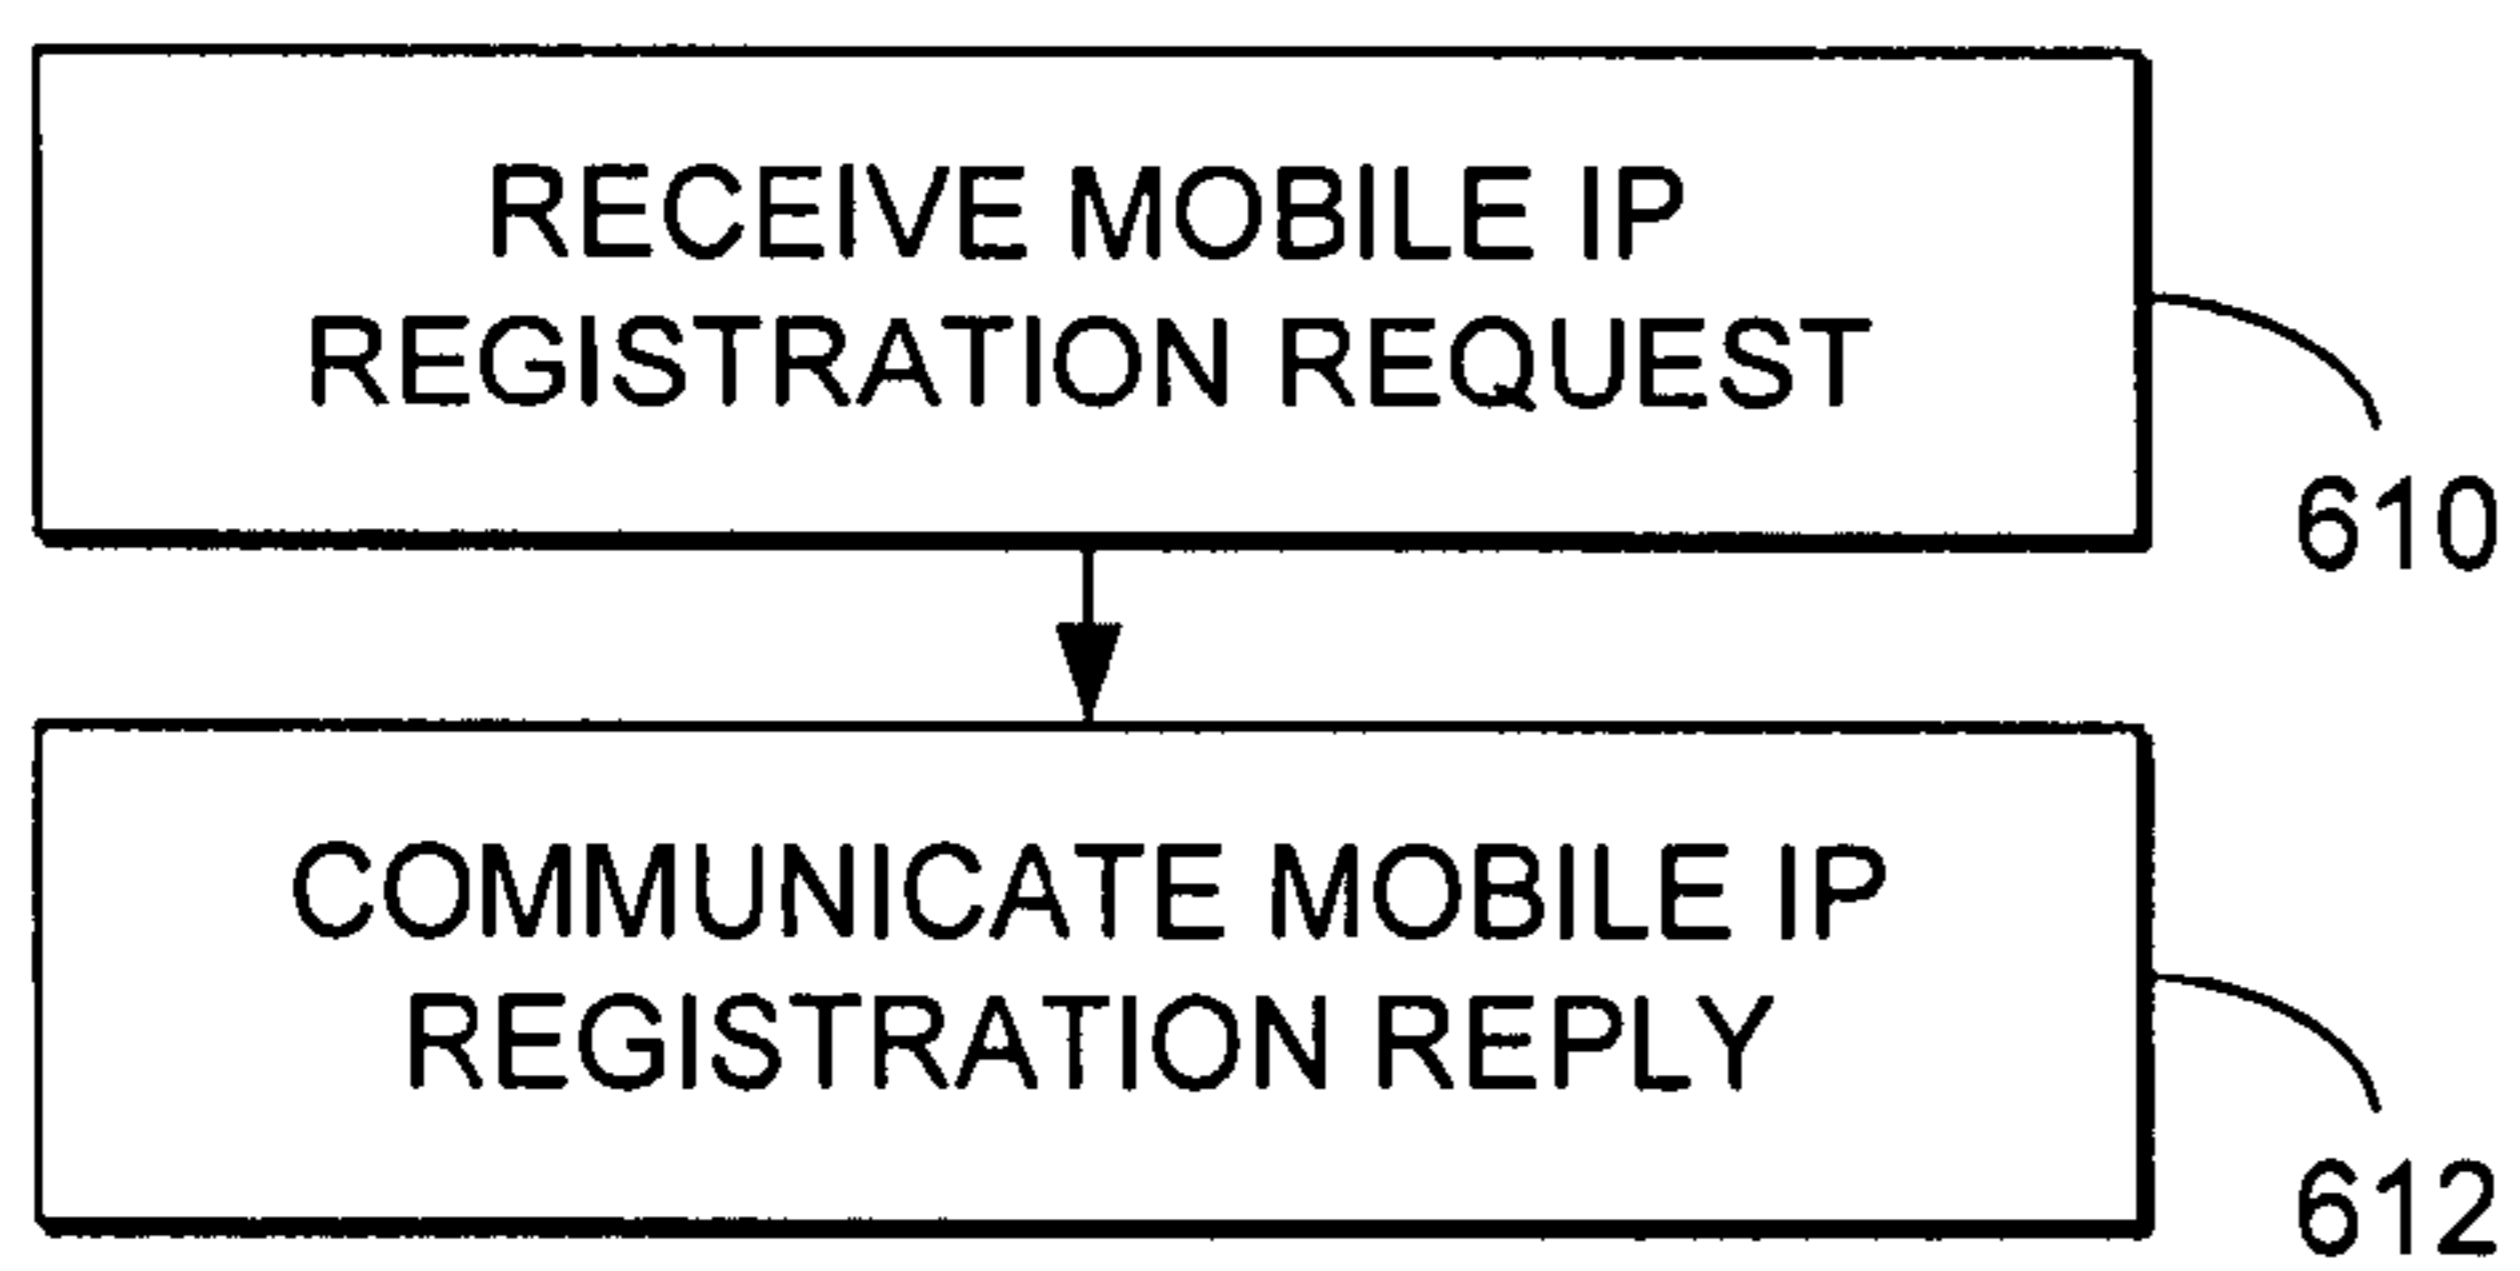 RECEIVE MOBILE IP
REGISTRATION REQUEST
610
COMMUNICATE MOBILE IP
REGISTRATION REPLY
612